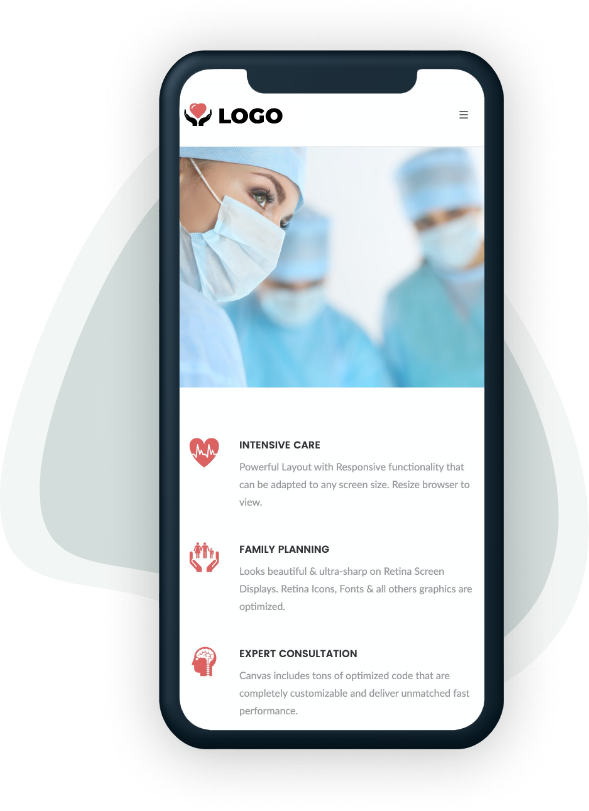 LOGO
INTENSIVE CARE
Powerful Layout with Responsive functionality that
can be adapted to any screen size. Resize browser to
view.
FAMILY PLANNING
Looks beautiful & ultra-sharp on Retina Screen
Displays. Retina Icons, Fonts & all others graphics are
optimized.
EXPERT CONSULTATION
Canvas includes tons of optimized code that are
completely customizable and deliver unmatched fast
performance.